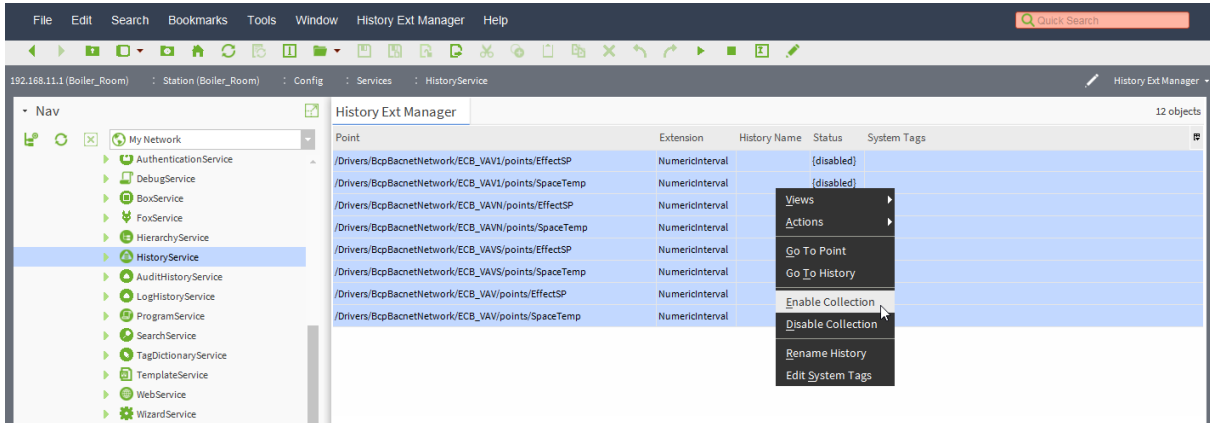 File Edit Search Bookmarks Tools Window History Ext Manager Help
Quick Search
192.168.11.1 (Boiler_Room) : Station (Boiler_Room) : Config : Services : HistoryService
History Ext Manager
Nav
My Network
AuthenticationService
DebugService
BoxService
FoxService
HierarchyService
HistoryService
AuditHistoryService
LogHistoryService
ProgramService
SearchService
TagDictionaryService
TemplateService
WebService
WizardService
History Ext Manager
12 objects
Point Extension History Name Status System Tags
/Drivers/BcpBacnetNetwork/ECB_VAV1/points/EffectSP NumericInterval {disabled}
/Drivers/BcpBacnetNetwork/ECB_VAV1/points/SpaceTemp NumericInterval {disabled}
/Drivers/BcpBacnetNetwork/ECB_VAVN/points/EffectSP NumericInterval
/Drivers/BcpBacnetNetwork/ECB_VAVN/points/SpaceTemp NumericInterval
/Drivers/BcpBacnetNetwork/ECB_VAVS/points/EffectSP NumericInterval
/Drivers/BcpBacnetNetwork/ECB_VAVS/points/SpaceTemp NumericInterval
/Drivers/BcpBacnetNetwork/ECB_VAV/points/EffectSP NumericInterval
/Drivers/BcpBacnetNetwork/ECB_VAV/points/SpaceTemp NumericInterval
Views
Actions
Go To Point
Go To History
Enable Collection
Disable Collection
Rename History
Edit System Tags